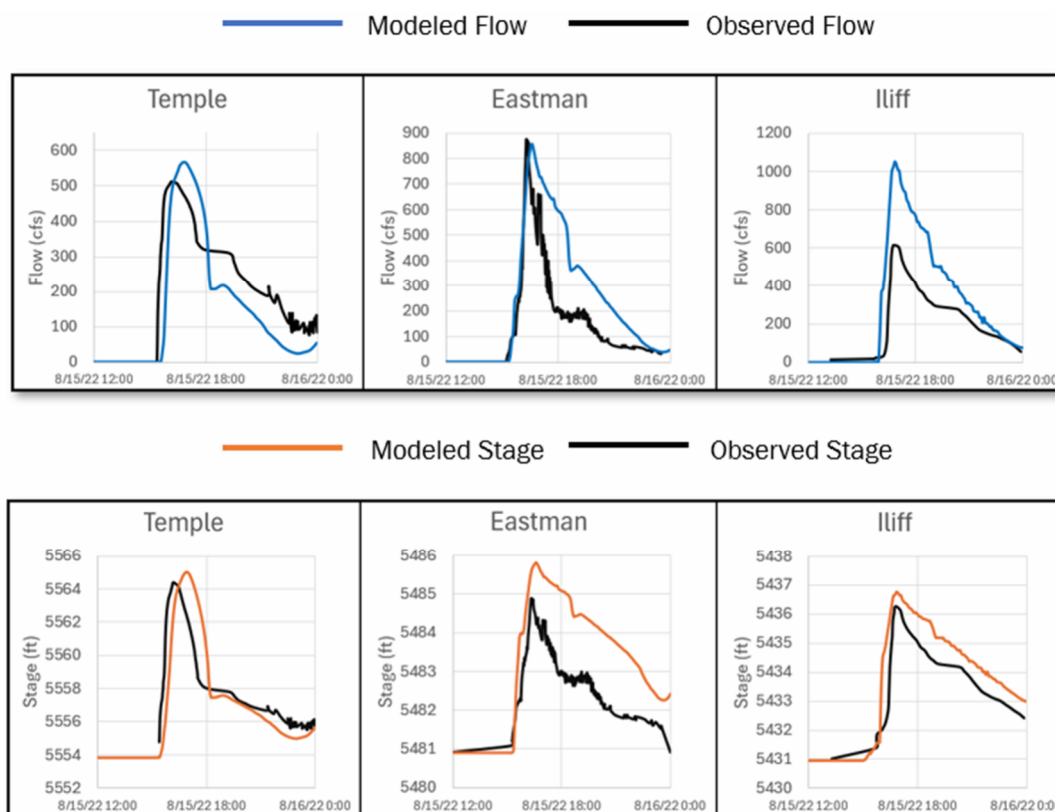 Modeled Flow Observed Flow
Temple
Flow (cfs)
600
500
400
300
200
100
0
8/15/22 12:00 8/15/22 18:00 8/16/22 0:00
Eastman
Flow (cfs)
900
800
700
600
500
400
300
200
100
0
8/15/22 12:00 8/15/22 18:00 8/16/22 0:00
Iliff
Flow (cfs)
1200
1000
800
600
400
200
0
8/15/22 12:00 8/15/22 18:00 8/16/22 0:00
Modeled Stage Observed Stage
Temple
Stage (ft)
5566
5564
5562
5560
5558
5556
5554
5552
8/15/22 12:00 8/15/22 18:00 8/16/22 0:00
Eastman
Stage (ft)
5486
5485
5484
5483
5482
5481
5480
8/15/22 12:00 8/15/22 18:00 8/16/22 0:00
Iliff
Stage (ft)
5438
5437
5436
5435
5434
5433
5432
5431
5430
8/15/22 12:00 8/15/22 18:00 8/16/22 0:00